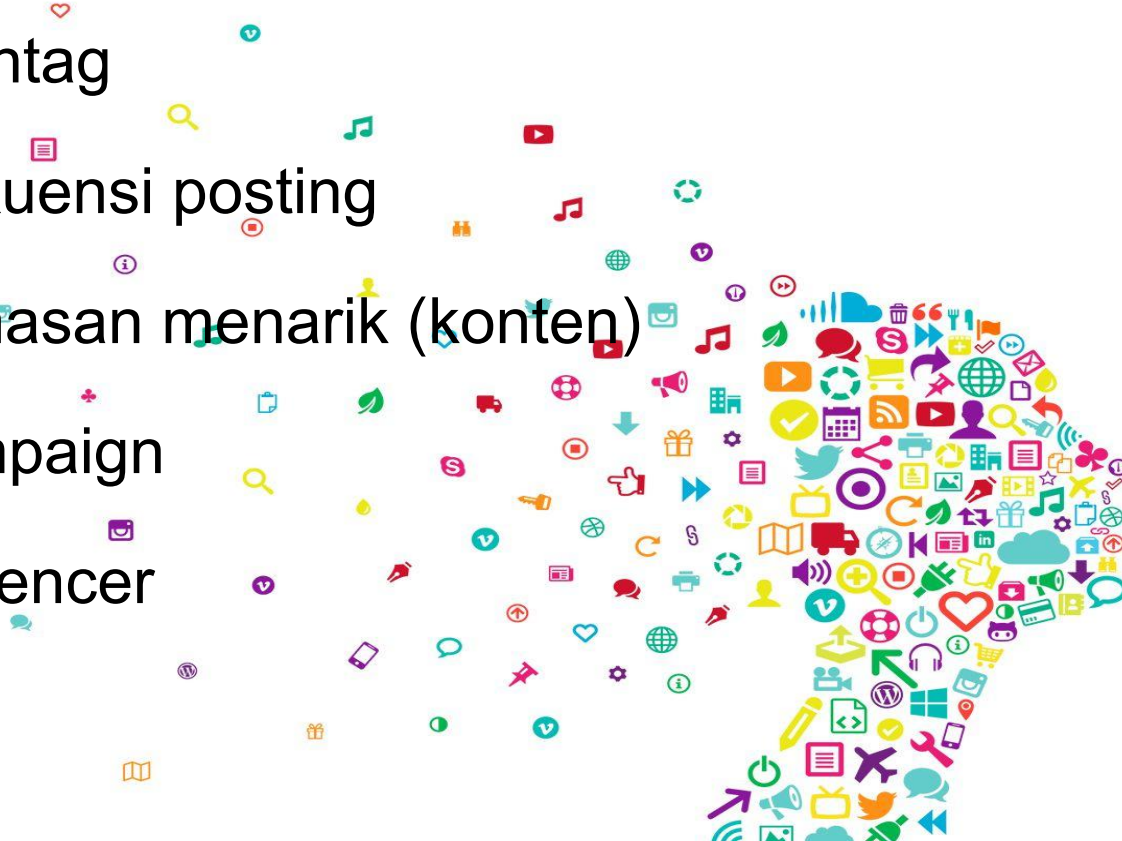 ntag
uensi posting
asan menarik (konten)
paign
encer